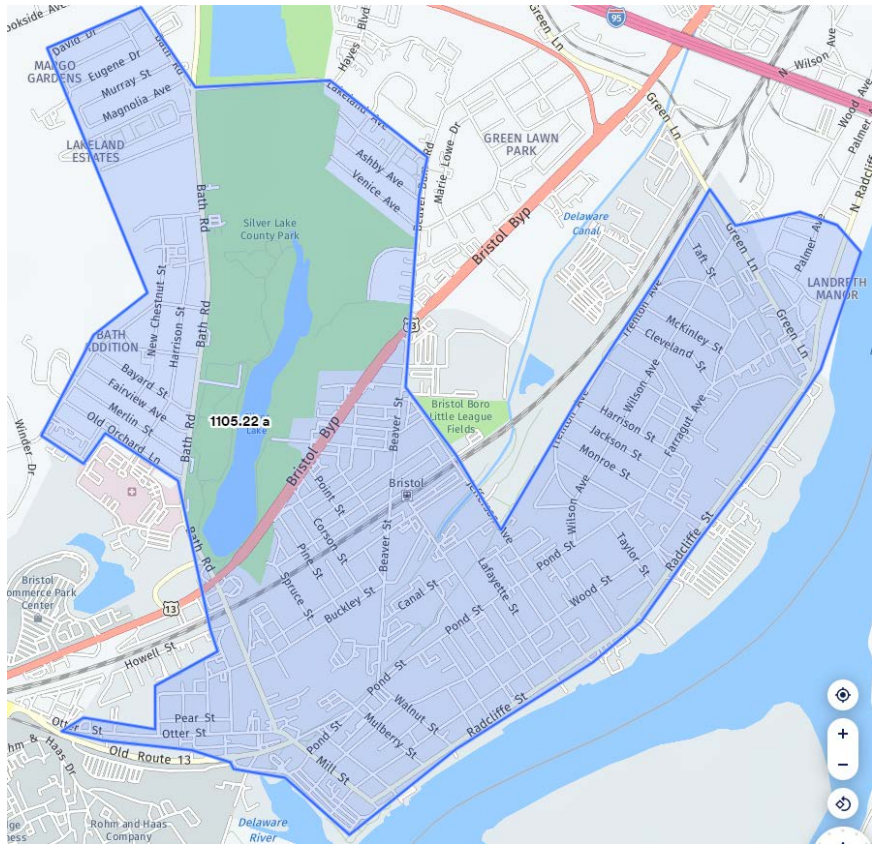 ookside Ave
David Dr
MARGO
GARDENS
Eugene Dr
Murray St
Magnolia Ave
LAKELAND
ESTATES
Bath Rd
Hayes Blvd
Lakeland Ave
Ashby Ave
Venice Ave
Beaver Dam Rd
Marie Lowe Dr
GREEN LAWN
PARK
Green Ln
95
Green Ln
N Wilson Ave
Wood Ave
Palmer A
N Radcliff
Bath Rd
Silver Lake
County Park
Bristol Byp
Delaware
Canal
Green Ln
Palmer Ave
LANDRETH
MANOR
Taft St
Trenton Ave
New Chestnut St
Harrison St
Bath Rd
BATH
ADDITION
13
McKinley St
Cleveland St
Green Ln
Bayard St
Fairview Ave
Merlin St
Old Orchard Ln
Winder Dr
Bath Rd
1105.22 a
Lake
Bristol Byp
Beaver St
Bristol Boro
Little League
Fields
Trenton Ave
Wilson Ave
Harrison St
Jackson St
Monroe St
Farragut Ave
Wilson Ave
Bristol
Jefferson Ave
Point St
Corson St
Pine St
Spruce St
Beaver St
Buckley St
Canal St
Lafayette St
Pond St
Wood St
Taylor St
Radcliffe St
Bath Rd
Bristol
ommerce Park
Center
13
Howell St
Pond St
Pond St
Walnut St
Mulberry St
Radcliffe St
Pear St
Otter St
Otter St
Pond St
Mill St
Old Route 13
hm & Haas Dr
Rohm and Haas
Company
dge
ness
Delaware
River
+
−